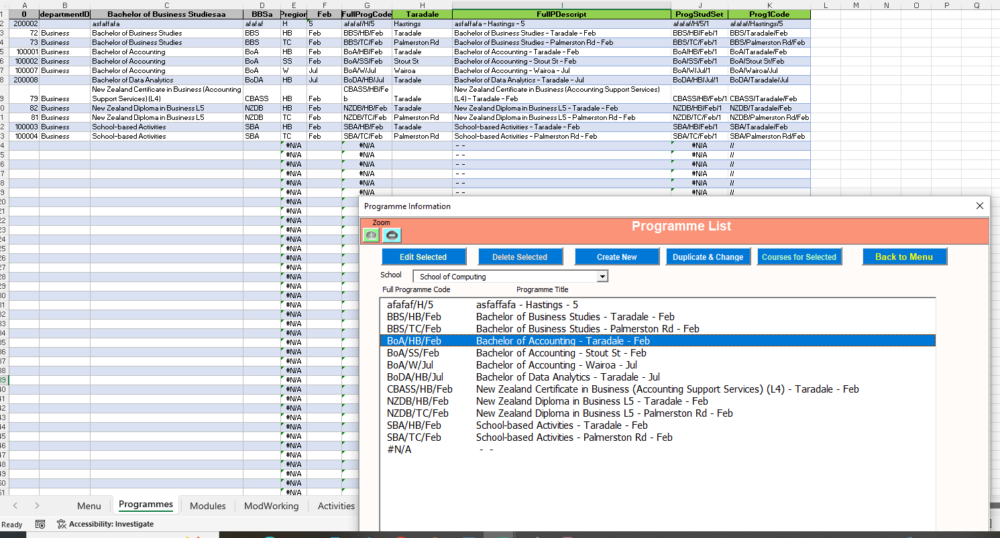 A B C D E F G H I J K L M N O P Q
1 0 departmentID Bachelor of Business Studiesaa BBSa Pregior Feb FullProgCode Taradale FullPDescript ProgStudSet Prog1Code
2 200002 asfaffafa afafaf H 5 afafaf/H/5 Hastings asfaffafa - Hastings - 5 afafaf/H/5/1 afafaf/Hastings/5
3 72 Business Bachelor of Business Studies BBS HB Feb BBS/HB/Feb Taradale Bachelor of Business Studies - Taradale - Feb BBS/HB/Feb/1 BBS/Taradale/Feb
4 73 Business Bachelor of Business Studies BBS TC Feb BBS/TC/Feb Palmerston Rd Bachelor of Business Studies - Palmerston Rd - Feb BBS/TC/Feb/1 BBS/Palmerston Rd/Feb
5 100001 Business Bachelor of Accounting BoA HB Feb BoA/HB/Feb Taradale Bachelor of Accounting - Taradale - Feb BoA/HB/Feb/1 BoA/Taradale/Feb
6 100002 Business Bachelor of Accounting BoA SS Feb BoA/SS/Feb Stout St Bachelor of Accounting - Stout St - Feb BoA/SS/Feb/1 BoA/Stout St/Feb
7 100007 Business Bachelor of Accounting BoA W Jul BoA/W/Jul Wairoa Bachelor of Accounting - Wairoa - Jul BoA/W/Jul/1 BoA/Wairoa/Jul
8 200008 Bachelor of Data Analytics BoDA HB Jul BoDA/HB/Jul Taradale Bachelor of Data Analytics - Taradale - Jul BoDA/HB/Jul/1 BoDA/Taradale/Jul
New Zealand Certificate in Business (Accounting CBASS/HB/Fe New Zealand Certificate in Business (Accounting Support Services)
9 79 Business Support Services) (L4) CBASS HB Feb b Taradale (L4) - Taradale - Feb CBASS/HB/Feb/1 CBASS/Taradale/Feb
0 82 Business New Zealand Diploma in Business L5 NZDB HB Feb NZDB/HB/Feb Taradale New Zealand Diploma in Business L5 - Taradale - Feb NZDB/HB/Feb/1 NZDB/Taradale/Feb
1 81 Business New Zealand Diploma in Business L5 NZDB TC Feb NZDB/TC/Feb Palmerston Rd New Zealand Diploma in Business L5 - Palmerston Rd - Feb NZDB/TC/Feb/1 NZDB/Palmerston Rd/Feb
2 100003 Business School-based Activities SBA HB Feb SBA/HB/Feb Taradale School-based Activities - Taradale - Feb SBA/HB/Feb/1 SBA/Taradale/Feb
3 100004 Business School-based Activities SBA TC Feb SBA/TC/Feb Palmerston Rd School-based Activities - Palmerston Rd - Feb SBA/TC/Feb/1 SBA/Palmerston Rd/Feb
4 #N/A #N/A - - #N/A //
5 #N/A #N/A - - #N/A //
6 #N/A #N/A - - #N/A //
7 #N/A #N/A - - #N/A //
8 #N/A #N/A - - #N/A //
9 #N/A #N/A - - #N/A //
20 #N/A
21 #N/A
22 #N/A
23 #N/A
24 #N/A
25 #N/A
26 #N/A
27 #N/A
28 #N/A
29 #N/A
30 #N/A
31 #N/A
32 #N/A
33 #N/A
34 #N/A
35 #N/A
36 #N/A
37 #N/A
38 #N/A
39 #N/A
40 #N/A
41 #N/A
42 #N/A
43 #N/A
44 #N/A
45 #N/A
46 #N/A
47 #N/A
48 #N/A
49 #N/A
50 #N/A
51 #N/A
Programme Information
Zoom
Programme List
Edit Selected Delete Selected Create New Duplicate & Change Courses for Selected Back to Menu
School School of Computing
Full Programme Code Programme Title
afafaf/H/5 asfaffafa - Hastings - 5
BBS/HB/Feb Bachelor of Business Studies - Taradale - Feb
BBS/TC/Feb Bachelor of Business Studies - Palmerston Rd - Feb
BoA/HB/Feb Bachelor of Accounting - Taradale - Feb
BoA/SS/Feb Bachelor of Accounting - Stout St - Feb
BoA/W/Jul Bachelor of Accounting - Wairoa - Jul
BoDA/HB/Jul Bachelor of Data Analytics - Taradale - Jul
CBASS/HB/Feb New Zealand Certificate in Business (Accounting Support Services) (L4) - Taradale - Feb
NZDB/HB/Feb New Zealand Diploma in Business L5 - Taradale - Feb
NZDB/TC/Feb New Zealand Diploma in Business L5 - Palmerston Rd - Feb
SBA/HB/Feb School-based Activities - Taradale - Feb
SBA/TC/Feb School-based Activities - Palmerston Rd - Feb
#N/A - -
Menu Programmes Modules ModWorking Activities
Ready Accessibility: Investigate